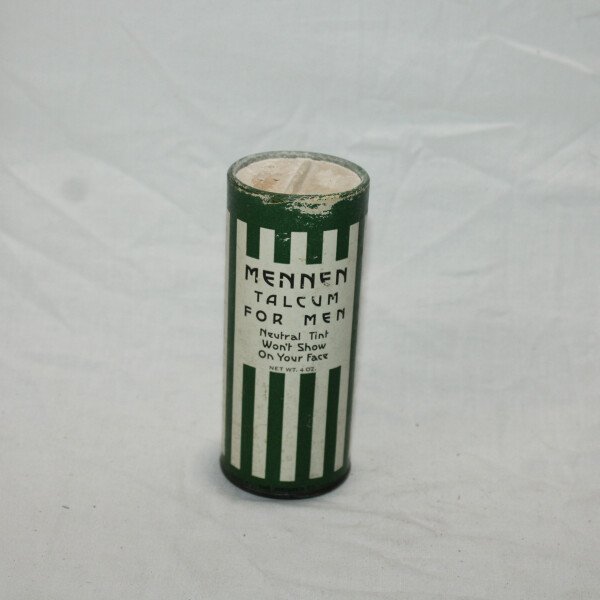 MENNEN
TALCUM
FOR MEN
Neutral Tint
Won't Show
On Your Face
NET WT. 4 OZ.